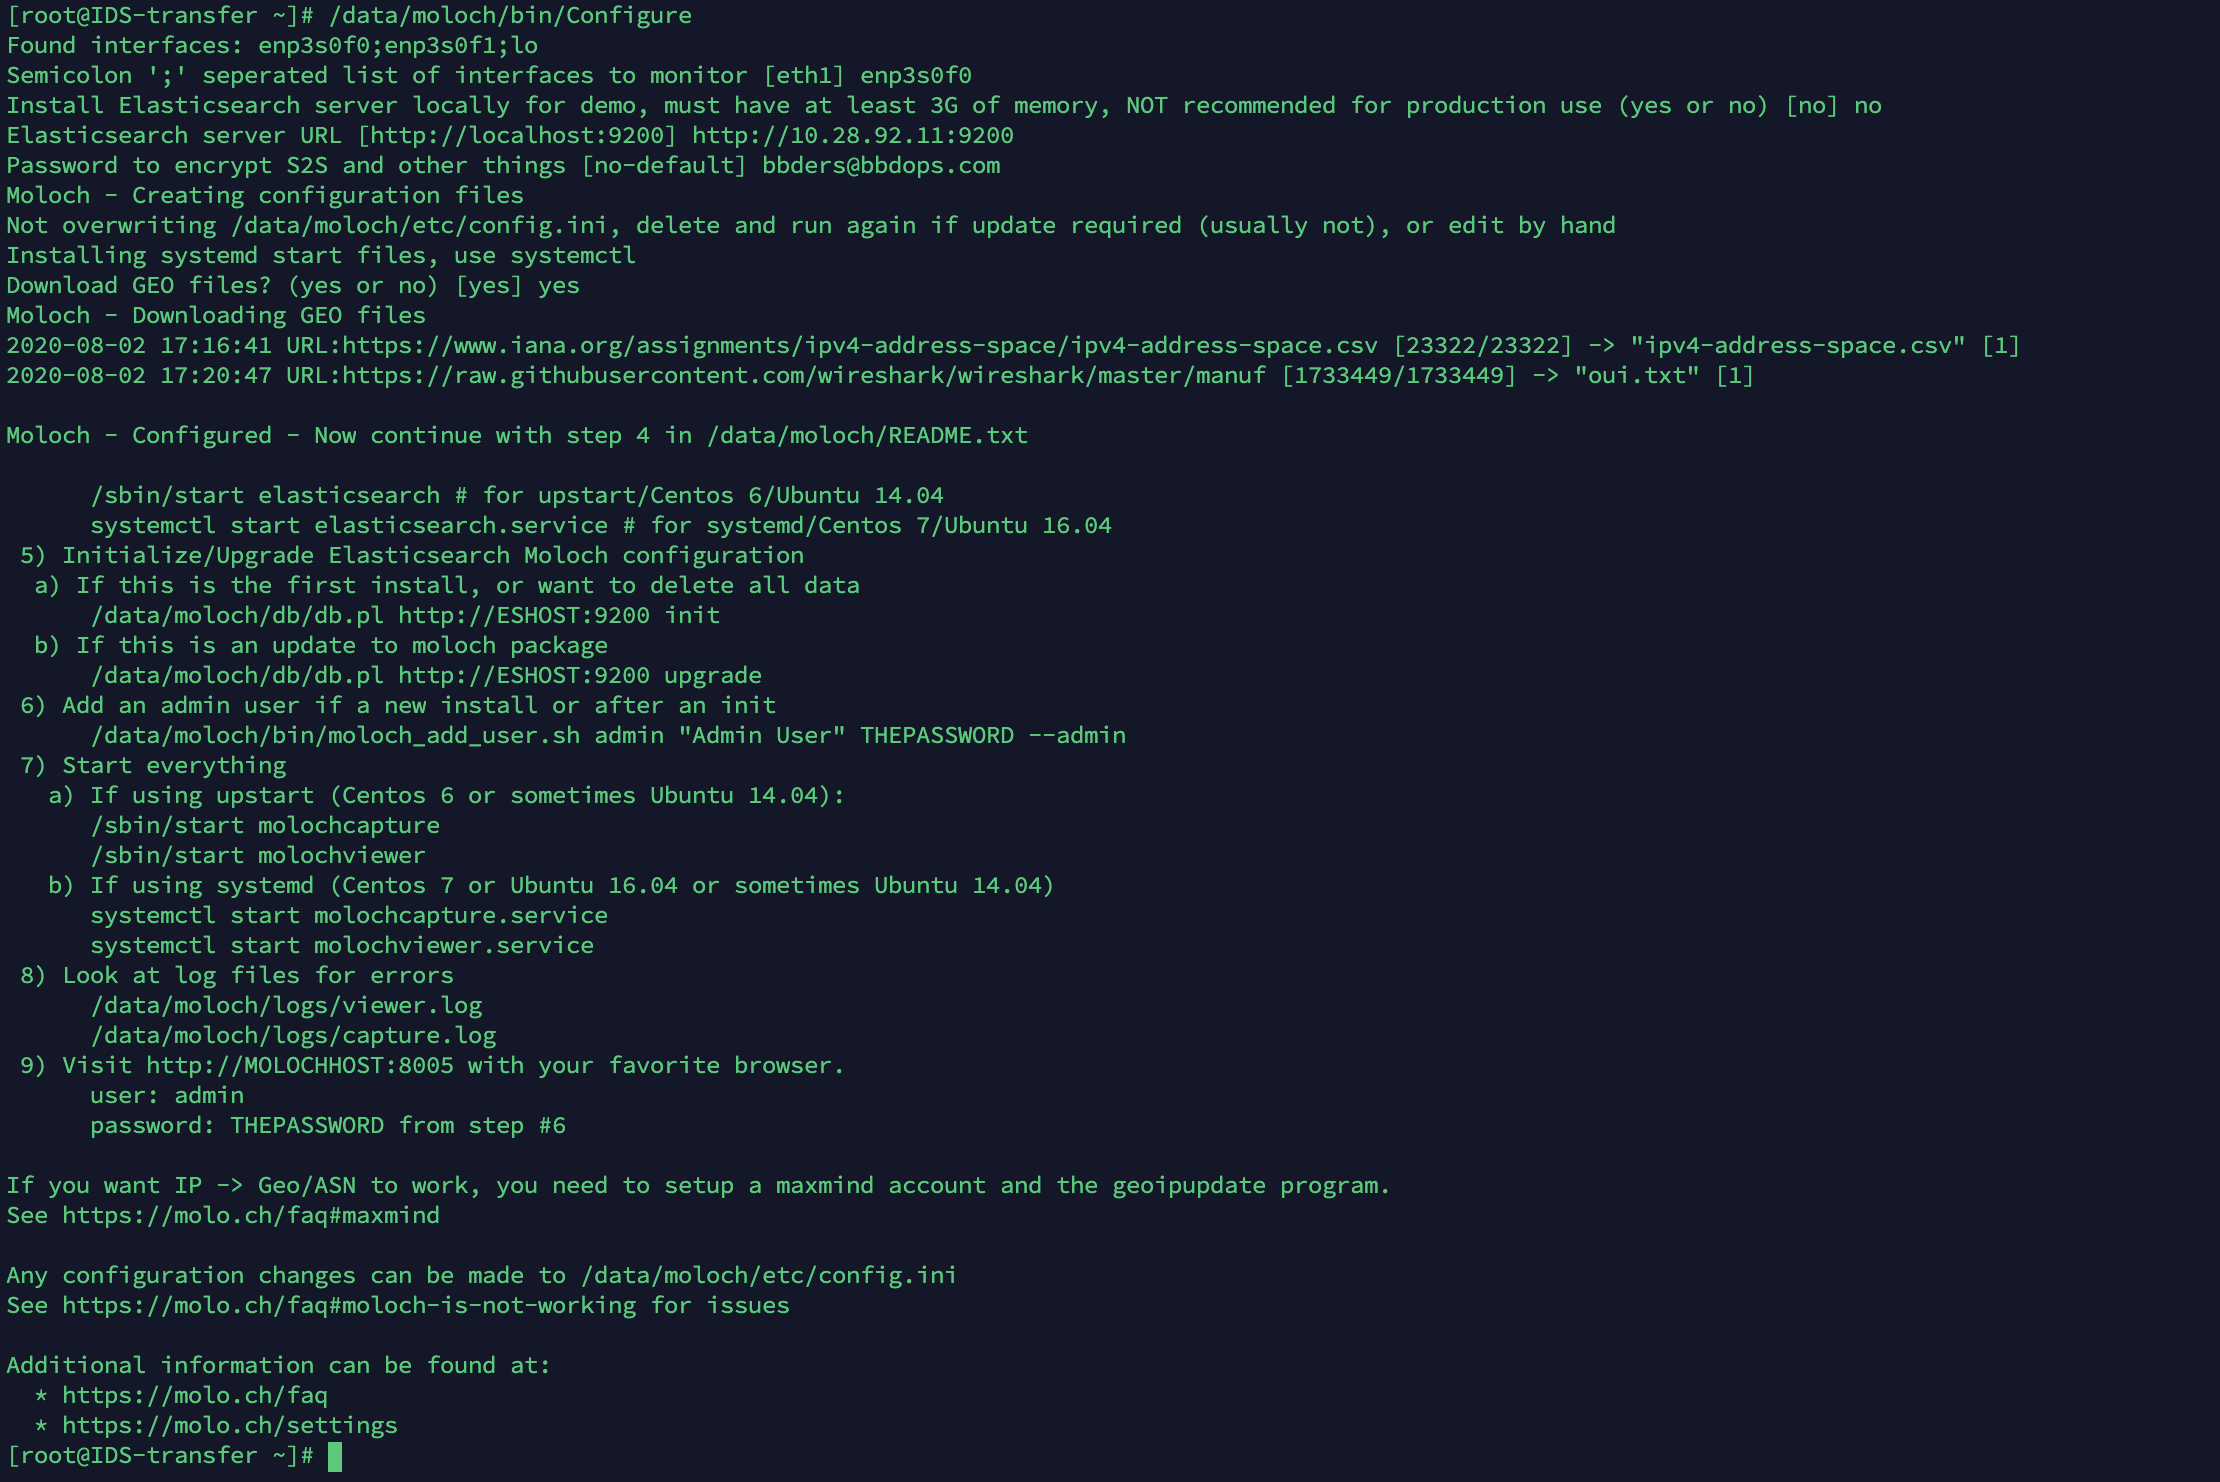 [root@IDS-transfer ~]# /data/moloch/bin/Configure
Found interfaces: enp3s0f0;enp3s0f1;lo
Semicolon ';' seperated list of interfaces to monitor [eth1] enp3s0f0
Install Elasticsearch server locally for demo, must have at least 3G of memory, NOT recommended for production use (yes or no) [no] no
Elasticsearch server URL [http://localhost:9200] http://10.28.92.11:9200
Password to encrypt S2S and other things [no-default] bbders@bbdops.com
Moloch - Creating configuration files
Not overwriting /data/moloch/etc/config.ini, delete and run again if update required (usually not), or edit by hand
Installing systemd start files, use systemctl
Download GEO files? (yes or no) [yes] yes
Moloch - Downloading GEO files
2020-08-02 17:16:41 URL:https://www.iana.org/assignments/ipv4-address-space/ipv4-address-space.csv [23322/23322] -> "ipv4-address-space.csv" [1]
2020-08-02 17:20:47 URL:https://raw.githubusercontent.com/wireshark/wireshark/master/manuf [1733449/1733449] -> "oui.txt" [1]

Moloch - Configured - Now continue with step 4 in /data/moloch/README.txt

      /sbin/start elasticsearch # for upstart/Centos 6/Ubuntu 14.04
      systemctl start elasticsearch.service # for systemd/Centos 7/Ubuntu 16.04
 5) Initialize/Upgrade Elasticsearch Moloch configuration
  a) If this is the first install, or want to delete all data
      /data/moloch/db/db.pl http://ESHOST:9200 init
  b) If this is an update to moloch package
      /data/moloch/db/db.pl http://ESHOST:9200 upgrade
 6) Add an admin user if a new install or after an init
      /data/moloch/bin/moloch_add_user.sh admin "Admin User" THEPASSWORD --admin
 7) Start everything
   a) If using upstart (Centos 6 or sometimes Ubuntu 14.04):
      /sbin/start molochcapture
      /sbin/start molochviewer
   b) If using systemd (Centos 7 or Ubuntu 16.04 or sometimes Ubuntu 14.04)
      systemctl start molochcapture.service
      systemctl start molochviewer.service
 8) Look at log files for errors
      /data/moloch/logs/viewer.log
      /data/moloch/logs/capture.log
 9) Visit http://MOLOCHHOST:8005 with your favorite browser.
      user: admin
      password: THEPASSWORD from step #6

If you want IP -> Geo/ASN to work, you need to setup a maxmind account and the geoipupdate program.
See https://molo.ch/faq#maxmind

Any configuration changes can be made to /data/moloch/etc/config.ini
See https://molo.ch/faq#moloch-is-not-working for issues

Additional information can be found at:
  * https://molo.ch/faq
  * https://molo.ch/settings
[root@IDS-transfer ~]#